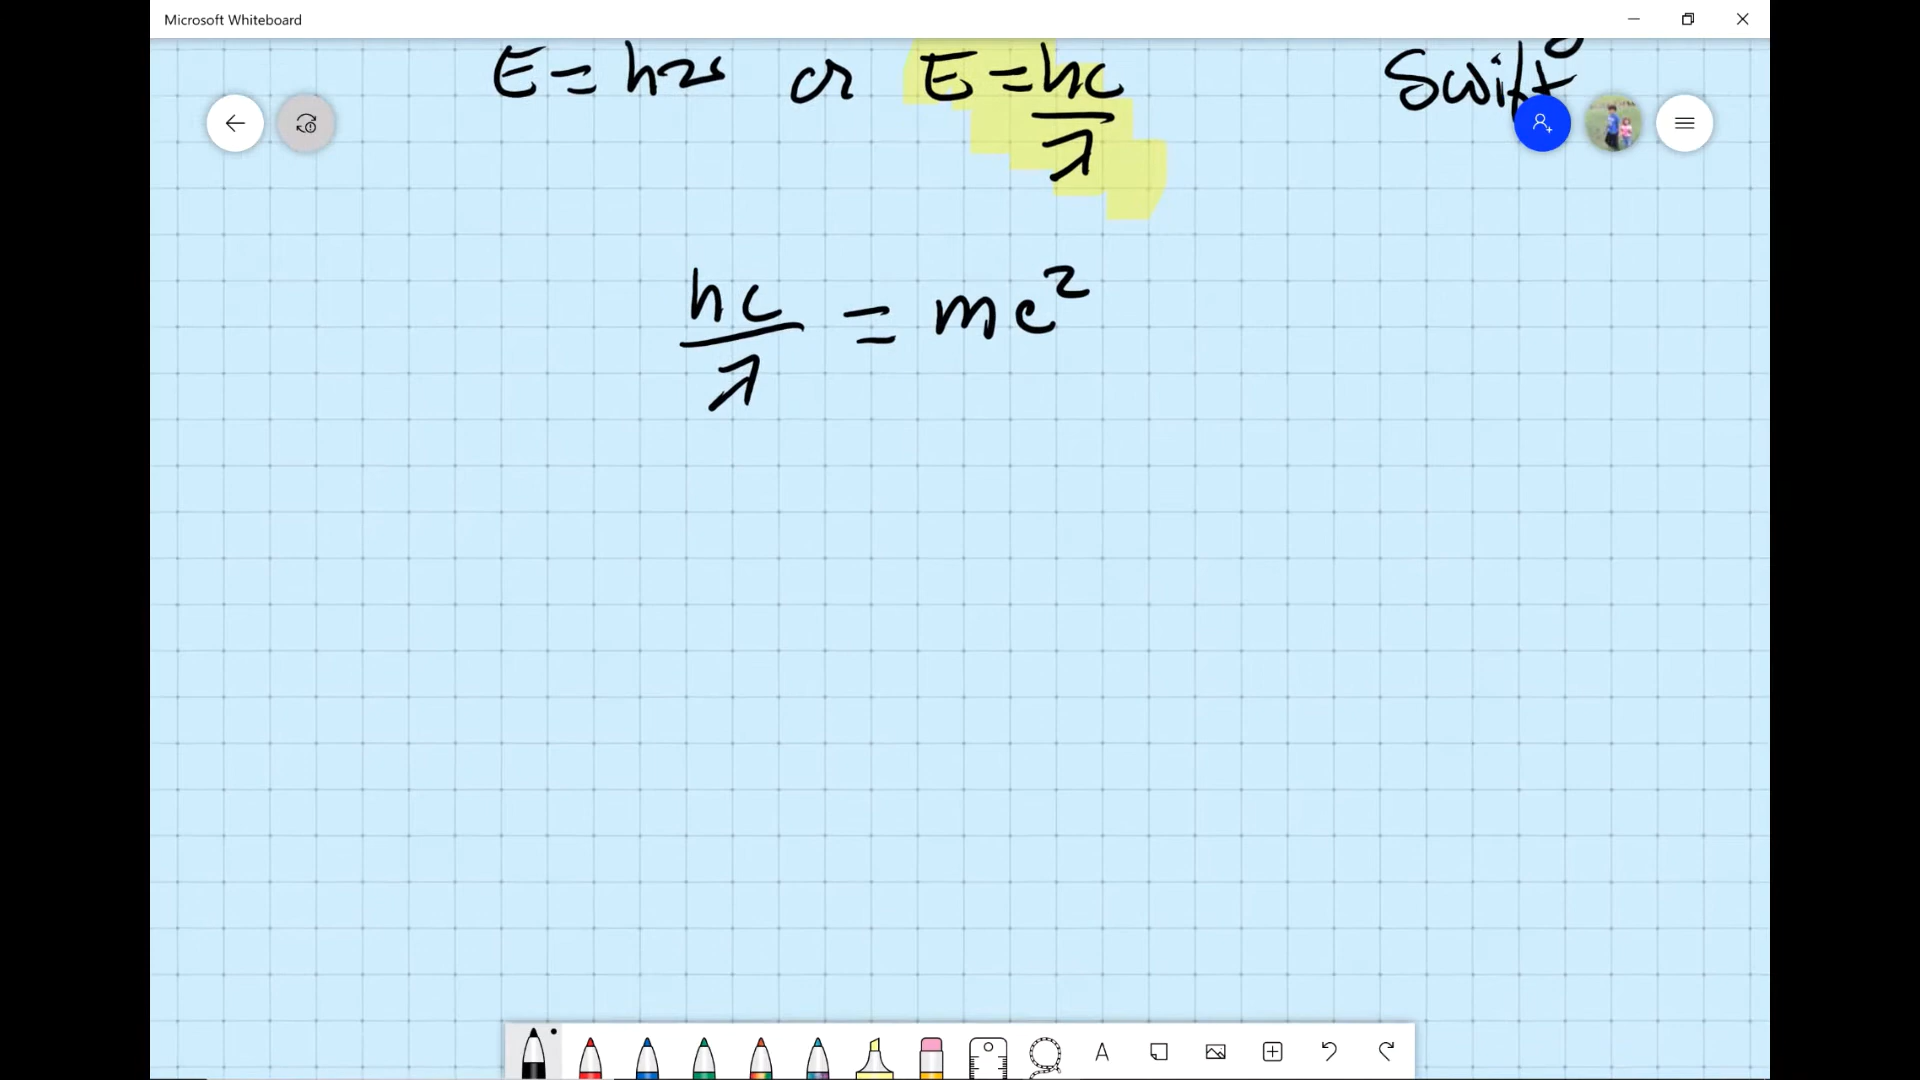 Microsoft Whiteboard
E = hν or E = hc/λ
Swift
hc/λ = mc²
A